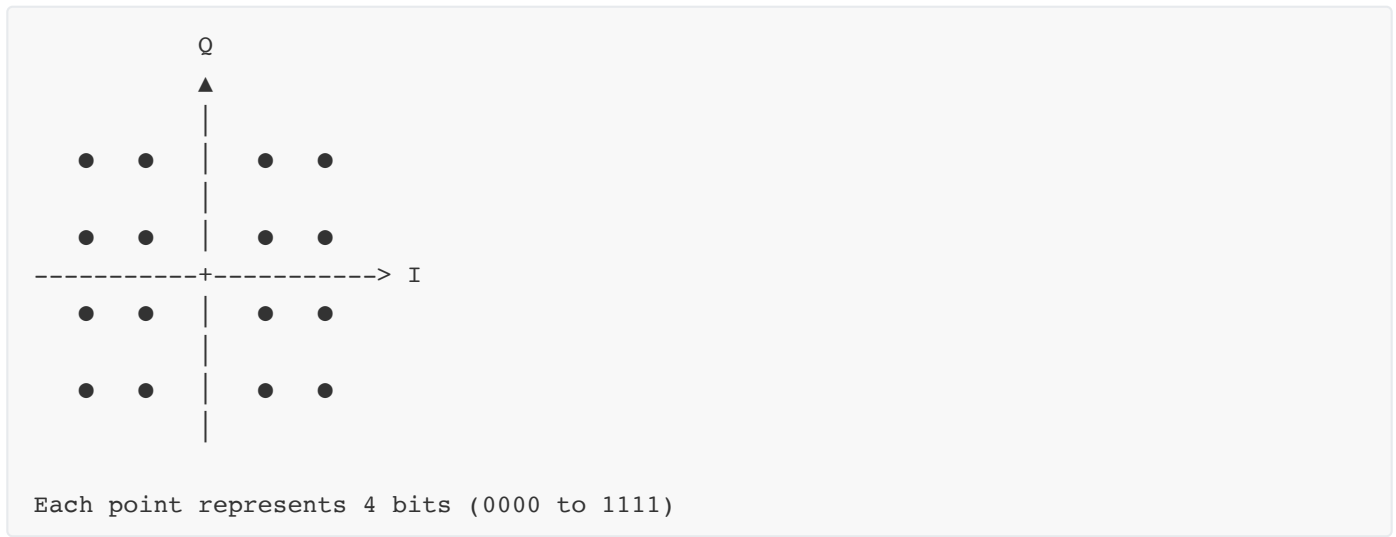 Q
▲
|
● ● | ● ●
|
● ● | ● ●
-----------+-----------> I
● ● | ● ●
|
● ● | ● ●
|
Each point represents 4 bits (0000 to 1111)